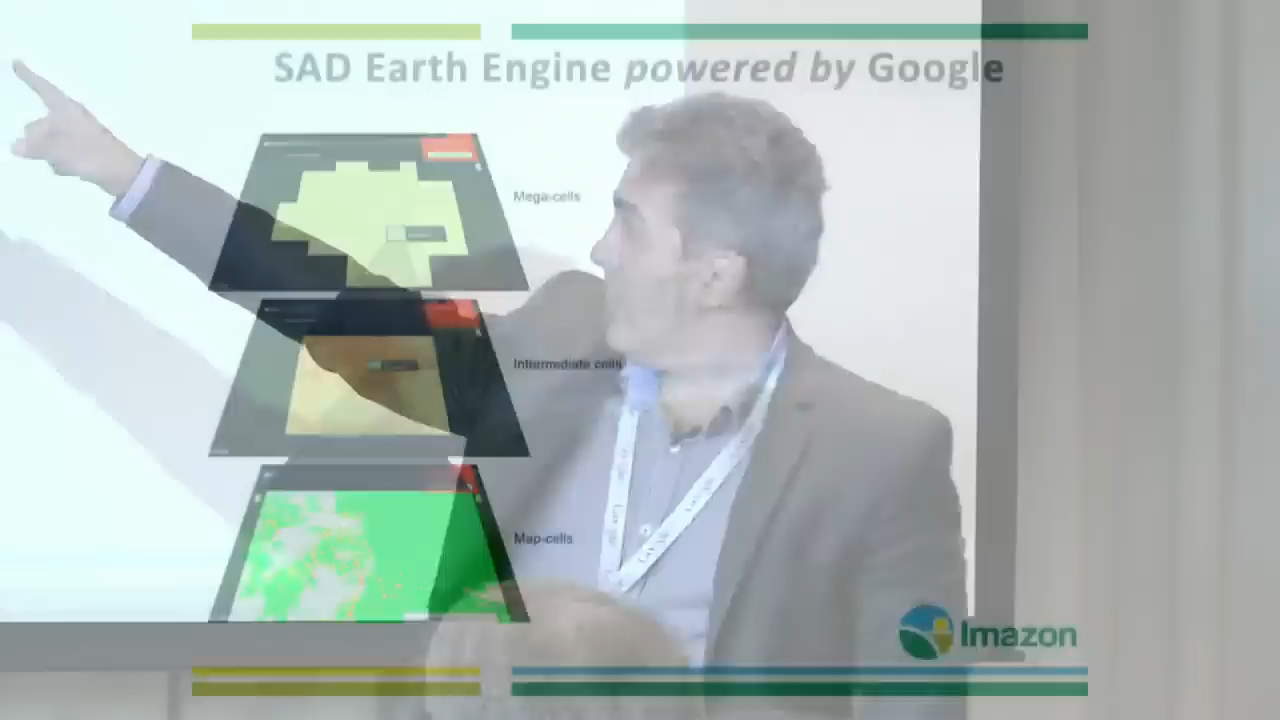 SAD Earth Engine powered by Google
Mega-cells
Intermediate cells
Map-cells
Imazon